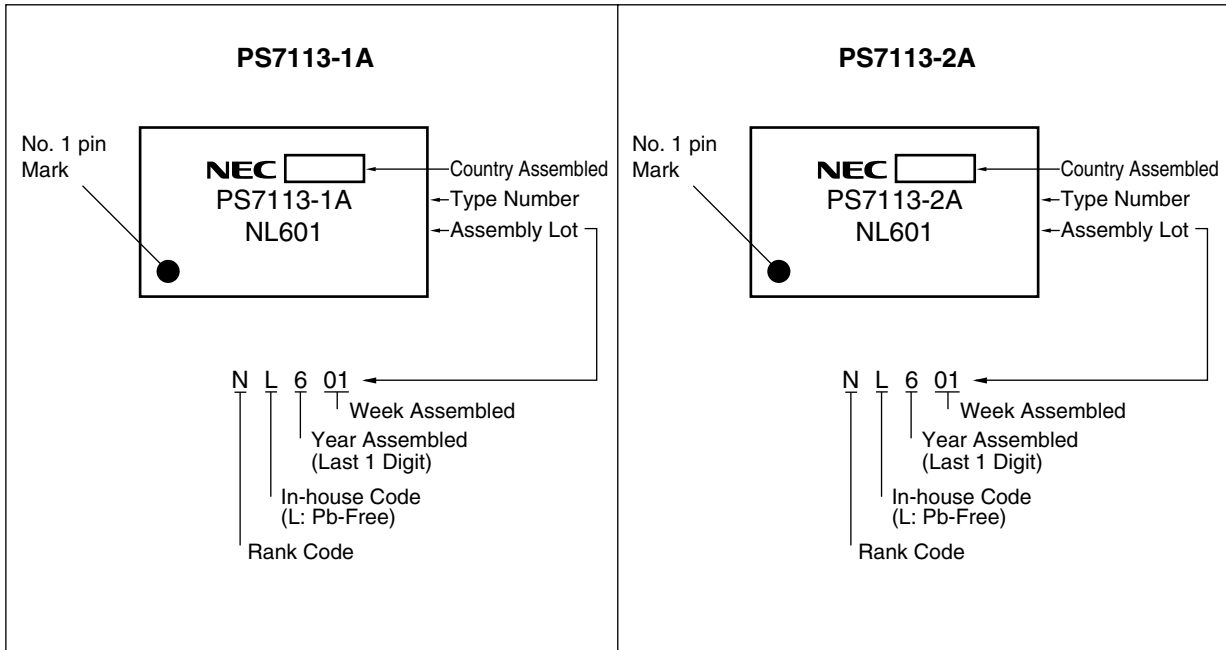 PS7113-1A
No. 1 pin
Mark
NEC
Country Assembled
PS7113-1A
Type Number
NL601
Assembly Lot
N L 6 01
Week Assembled
Year Assembled
(Last 1 Digit)
In-house Code
(L: Pb-Free)
Rank Code
PS7113-2A
No. 1 pin
Mark
NEC
Country Assembled
PS7113-2A
Type Number
NL601
Assembly Lot
N L 6 01
Week Assembled
Year Assembled
(Last 1 Digit)
In-house Code
(L: Pb-Free)
Rank Code